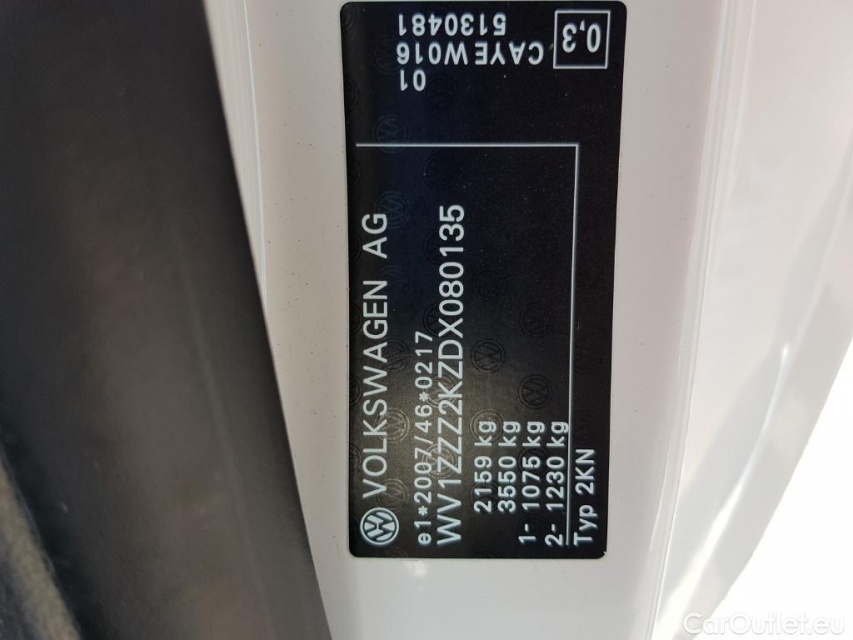 VOLKSWAGEN AG
e1*2007/46*0217
WV1ZZZ2KZDX080135
2159 kg
3550 kg
1- 1075 kg
2- 1230 kg
Typ 2KN
01
CAYE W016
5130481
0,3
CarOutlet.eu